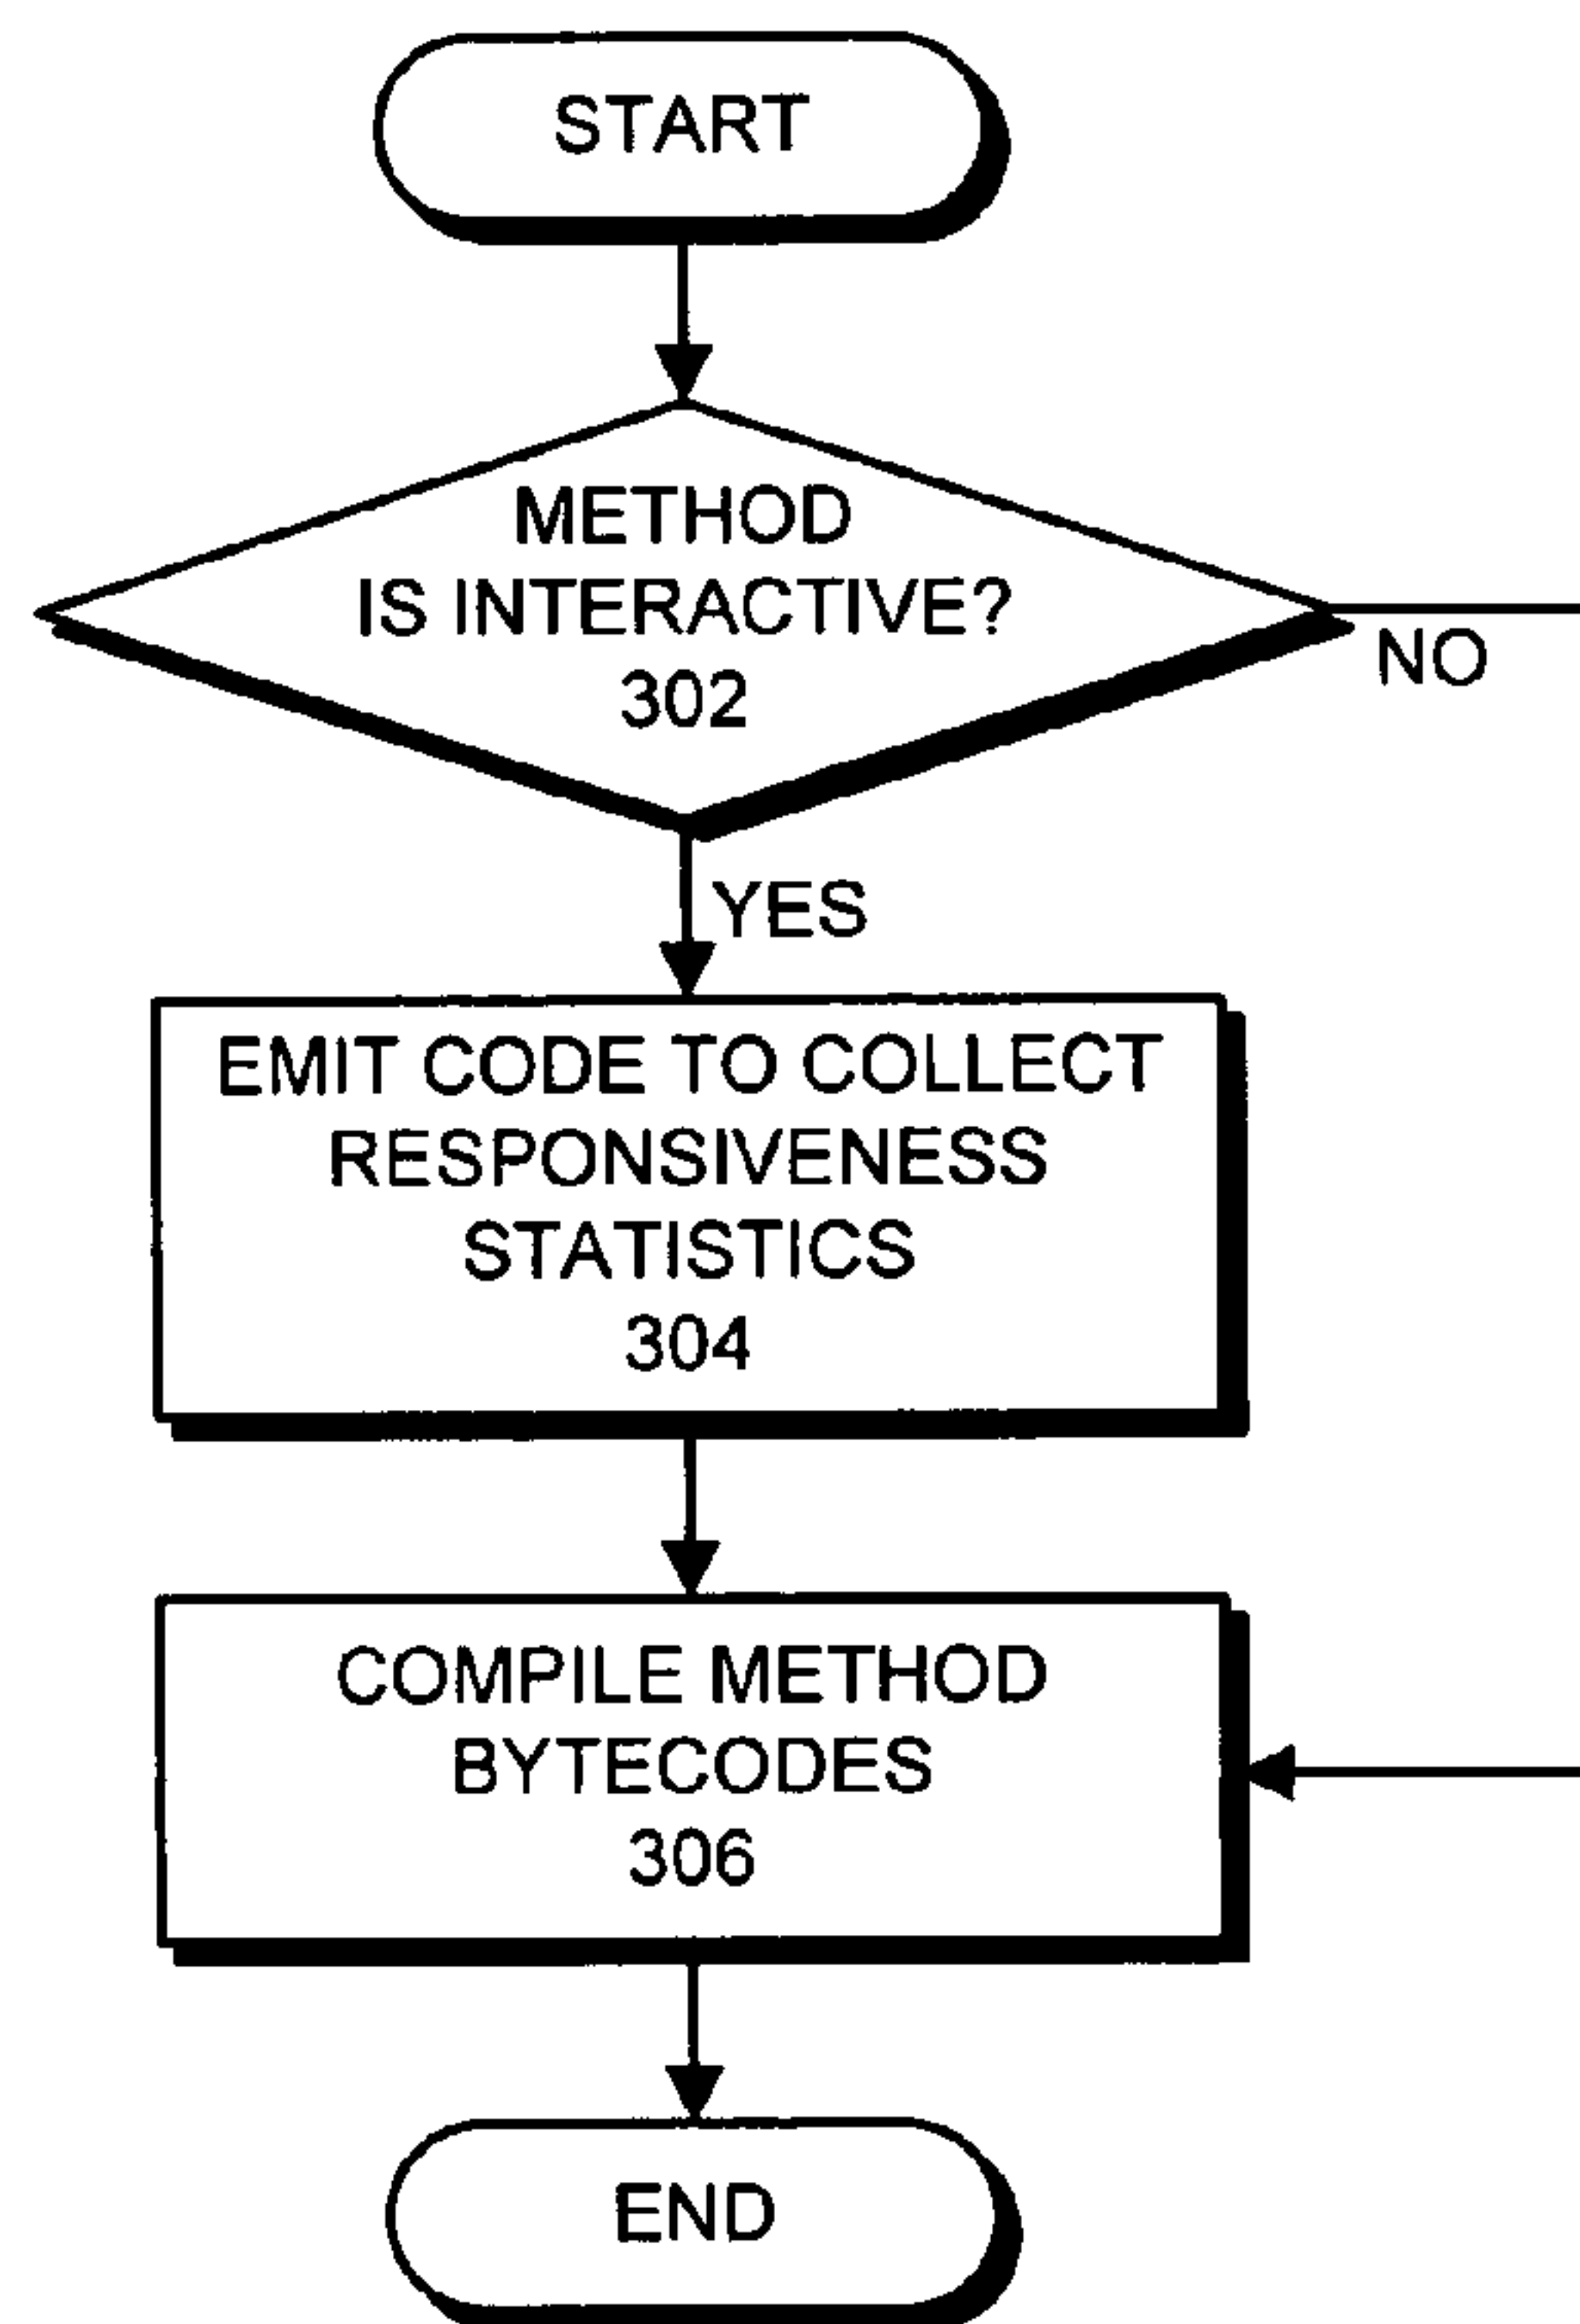 START
METHOD
IS INTERACTIVE?
302
NO
YES
EMIT CODE TO COLLECT
RESPONSIVENESS
STATISTICS
304
COMPILE METHOD
BYTECODES
306
END